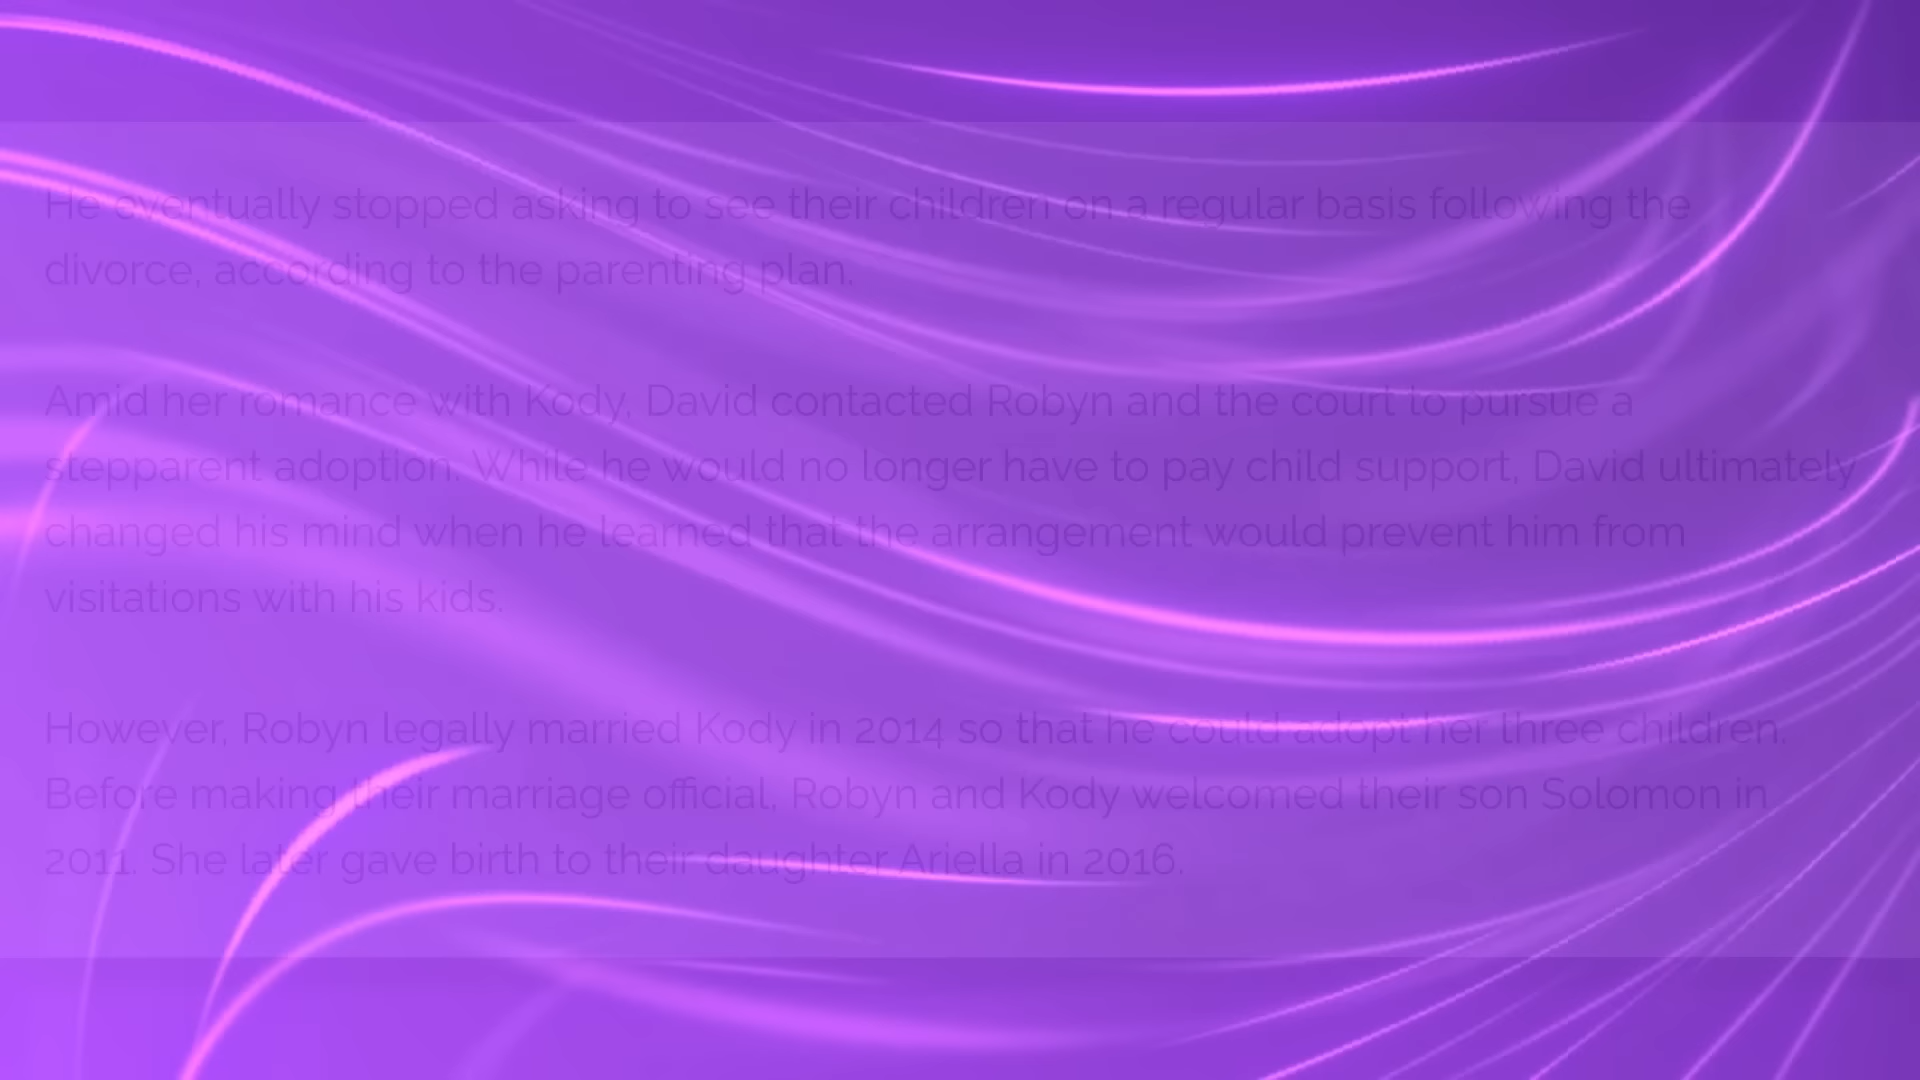 He eventually stopped asking to see their children on a regular basis following the
divorce, according to the parenting plan.
Amid her romance with Kody, David contacted Robyn and the court to pursue a
stepparent adoption. While he would no longer have to pay child support, David ultimately
changed his mind when he learned that the arrangement would prevent him from
visitations with his kids.
However, Robyn legally married Kody in 2014 so that he could adopt her three children.
Before making their marriage official, Robyn and Kody welcomed their son Solomon in
2011. She later gave birth to their daughter Ariella in 2016.